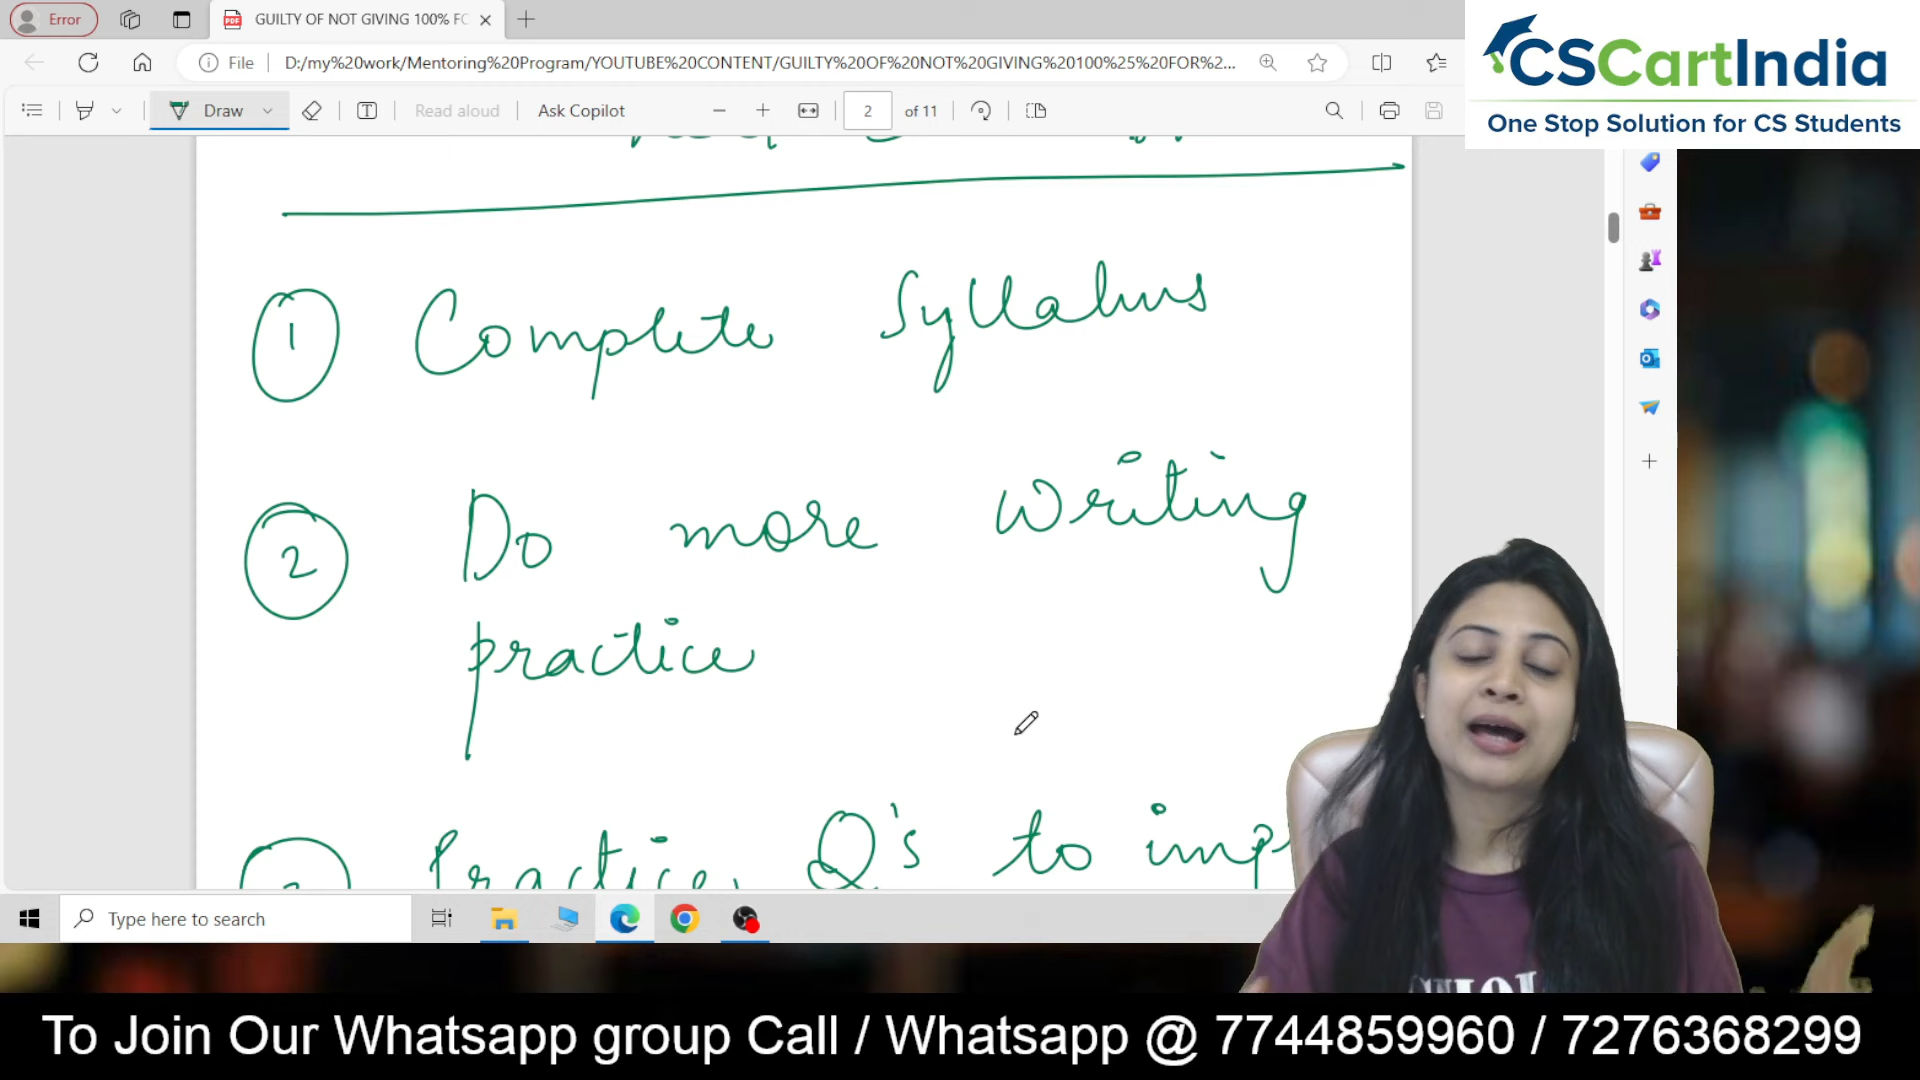 Error
GUILTY OF NOT GIVING 100% FO
File
D:/my%20work/Mentoring%20Program/YOUTUBE%20CONTENT/GUILTY%20OF%20NOT%20GIVING%20100%25%20FOR%2...
CSCartIndia
One Stop Solution for CS Students
Draw
Read aloud
Ask Copilot
2
of 11
1 Complete Syllabus
2 Do more writing
practice
Practice Q's to imp
Type here to search
To Join Our Whatsapp group Call / Whatsapp @ 7744859960 / 7276368299